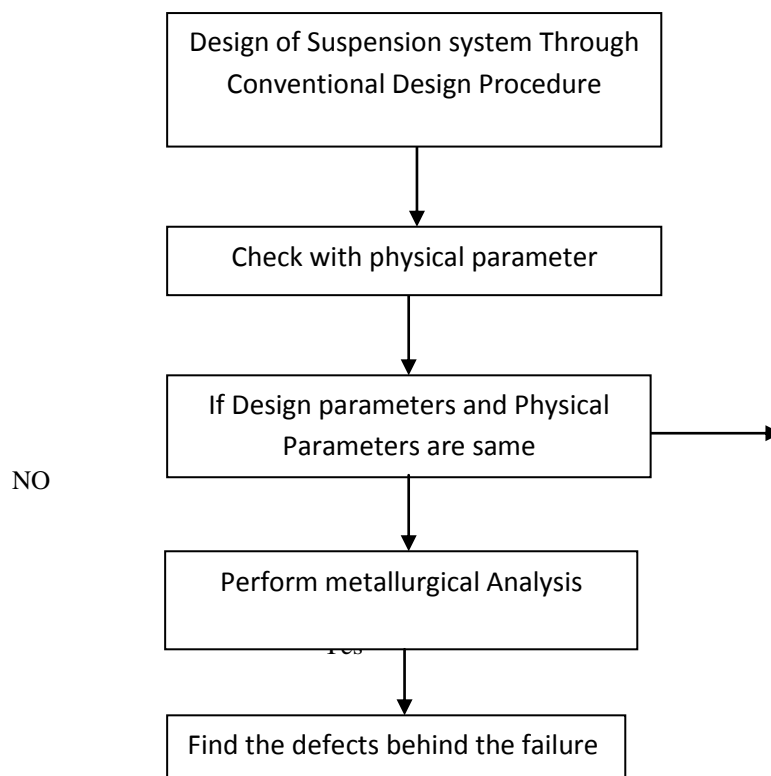 Design of Suspension system Through
Conventional Design Procedure
Check with physical parameter
If Design parameters and Physical
Parameters are same
NO
Perform metallurgical Analysis
Yes
Find the defects behind the failure